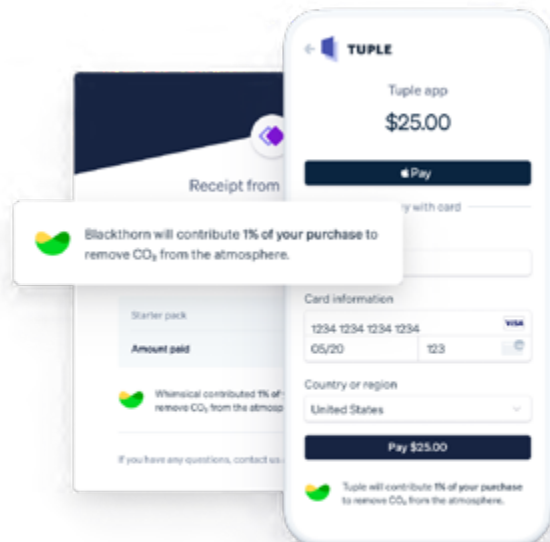 TUPLE
Tuple app
$25.00
Pay
y with card
Card information
1234 1234 1234 1234
VISA
05/20
123
Country or region
United States
Pay $25.00
Tuple will contribute 1% of your purchase
to remove CO₂ from the atmosphere.
Receipt from
Blackthorn will contribute 1% of your purchase to
remove CO₂ from the atmosphere.
Starter pack
Amount paid
Whimsical contributed 1% of
remove CO₂ from the atmosp
If you have any questions, contact us